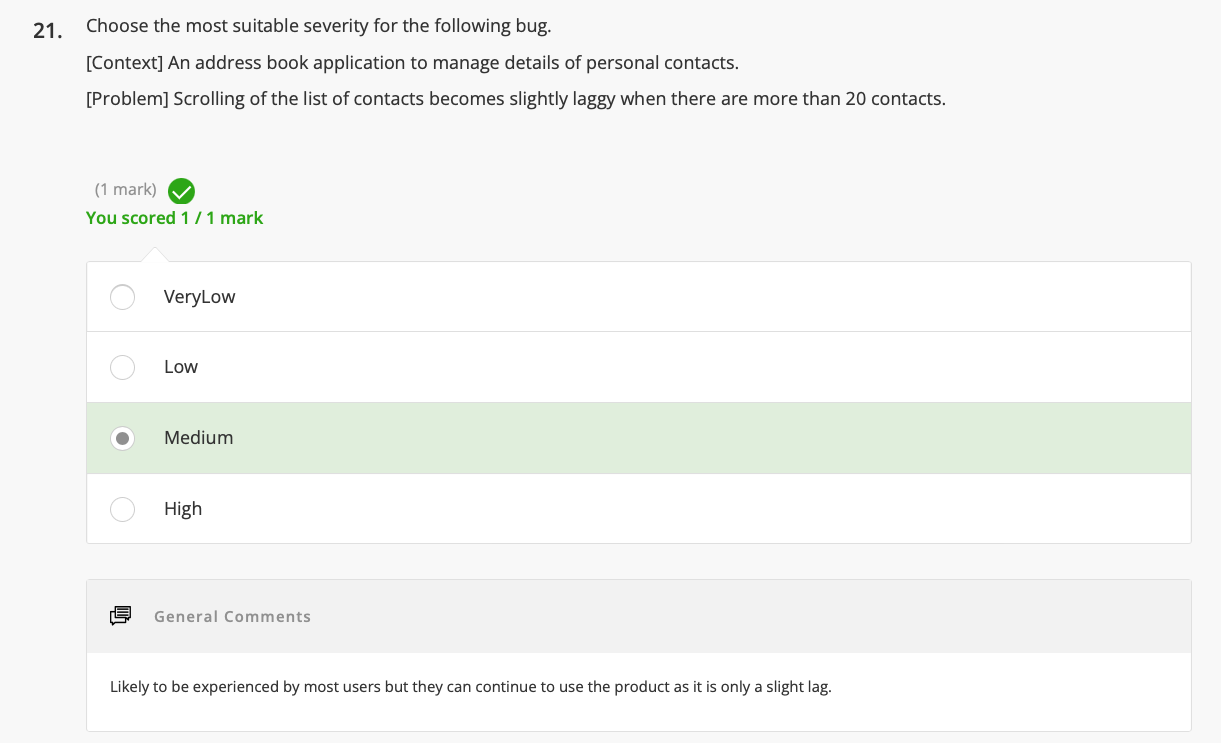 21.
Choose the most suitable severity for the following bug.
[Context] An address book application to manage details of personal contacts.
[Problem] Scrolling of the list of contacts becomes slightly laggy when there are more than 20 contacts.
(1 mark)
You scored 1 / 1 mark
VeryLow
Low
Medium
High
General Comments
Likely to be experienced by most users but they can continue to use the product as it is only a slight lag.